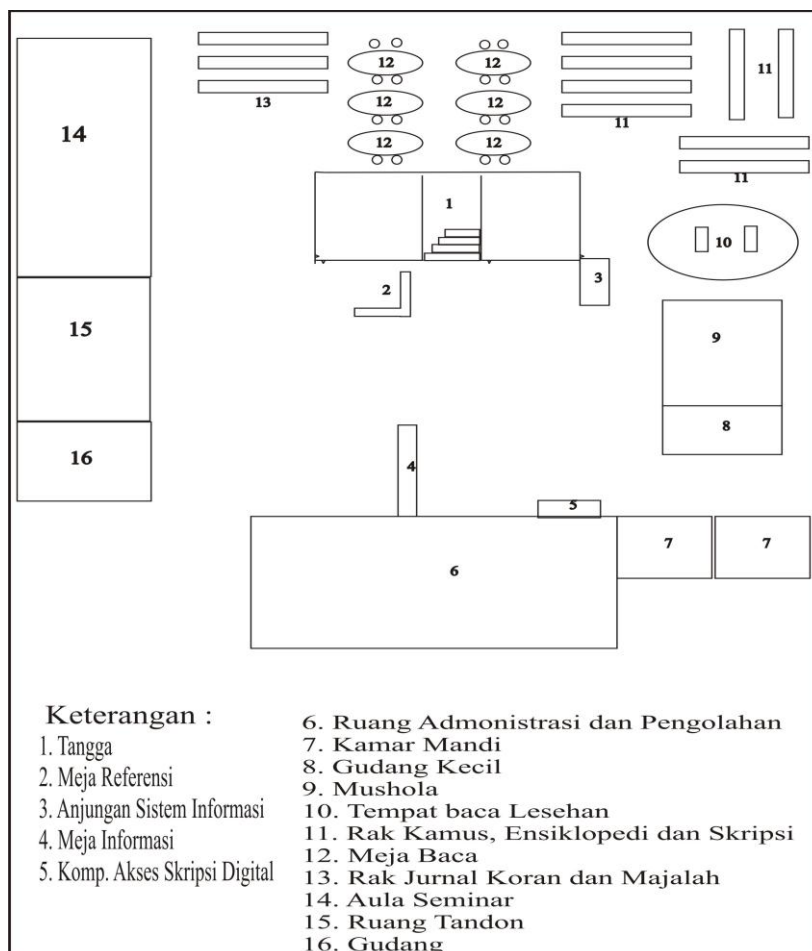 12
12
11
12
12
14
13
11
12
12
11
1
10
2
3
15
9
8
16
4
5
7
7
6
Keterangan :
1. Tangga
2. Meja Referensi
3. Anjungan Sistem Informasi
4. Meja Informasi
5. Komp. Akses Skripsi Digital
6. Ruang Admonistrasi dan Pengolahan
7. Kamar Mandi
8. Gudang Kecil
9. Mushola
10. Tempat baca Lesehan
11. Rak Kamus, Ensiklopedi dan Skripsi
12. Meja Baca
13. Rak Jurnal Koran dan Majalah
14. Aula Seminar
15. Ruang Tandon
16. Gudang